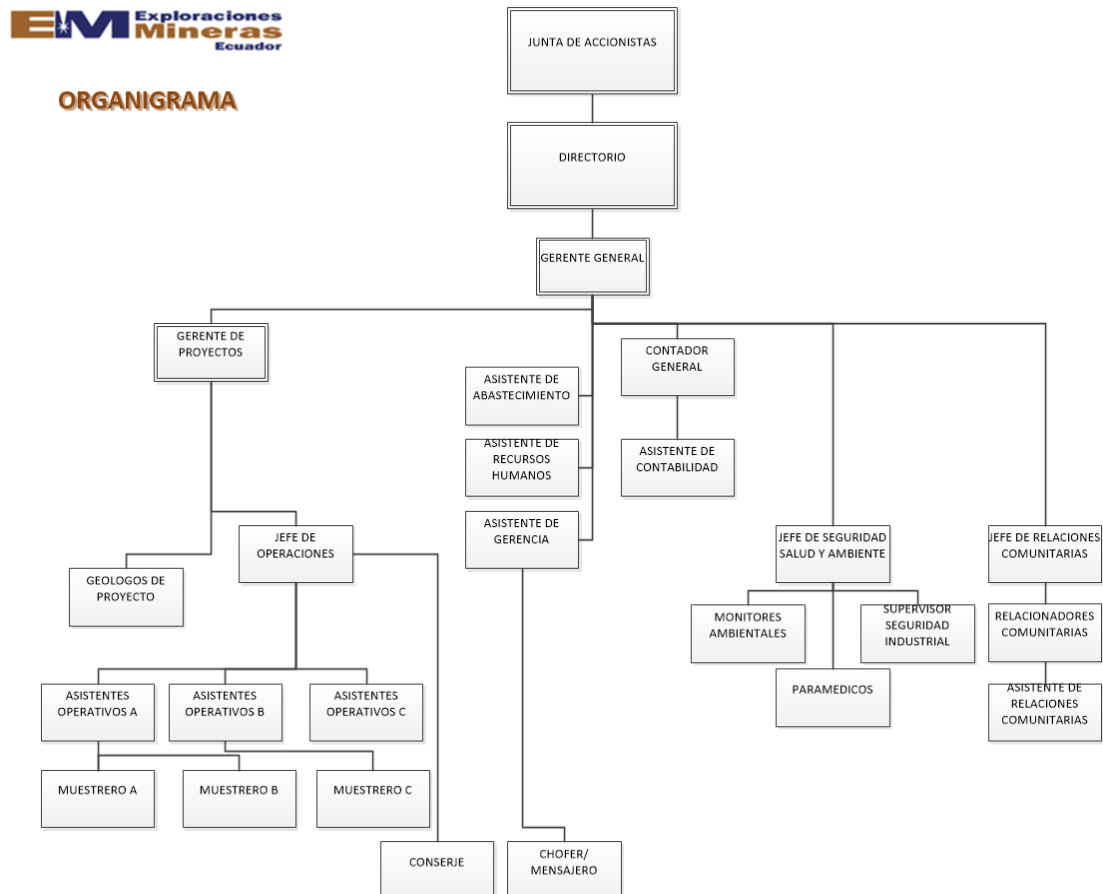 EM Exploraciones
Mineras
Ecuador
ORGANIGRAMA
JUNTA DE ACCIONISTAS
DIRECTORIO
GERENTE GENERAL
GERENTE DE
PROYECTOS
CONTADOR
GENERAL
ASISTENTE DE
ABASTECIMIENTO
ASISTENTE DE
RECURSOS
HUMANOS
ASISTENTE DE
CONTABILIDAD
ASISTENTE DE
GERENCIA
JEFE DE
OPERACIONES
JEFE DE SEGURIDAD
SALUD Y AMBIENTE
JEFE DE RELACIONES
COMUNITARIAS
GEOLOGOS DE
PROYECTO
MONITORES
AMBIENTALES
SUPERVISOR
SEGURIDAD
INDUSTRIAL
RELACIONADORES
COMUNITARIAS
PARAMEDICOS
ASISTENTE DE
RELACIONES
COMUNITARIAS
ASISTENTES
OPERATIVOS A
ASISTENTES
OPERATIVOS B
ASISTENTES
OPERATIVOS C
MUESTRERO A
MUESTRERO B
MUESTRERO C
CONSERJE
CHOFER/
MENSAJERO